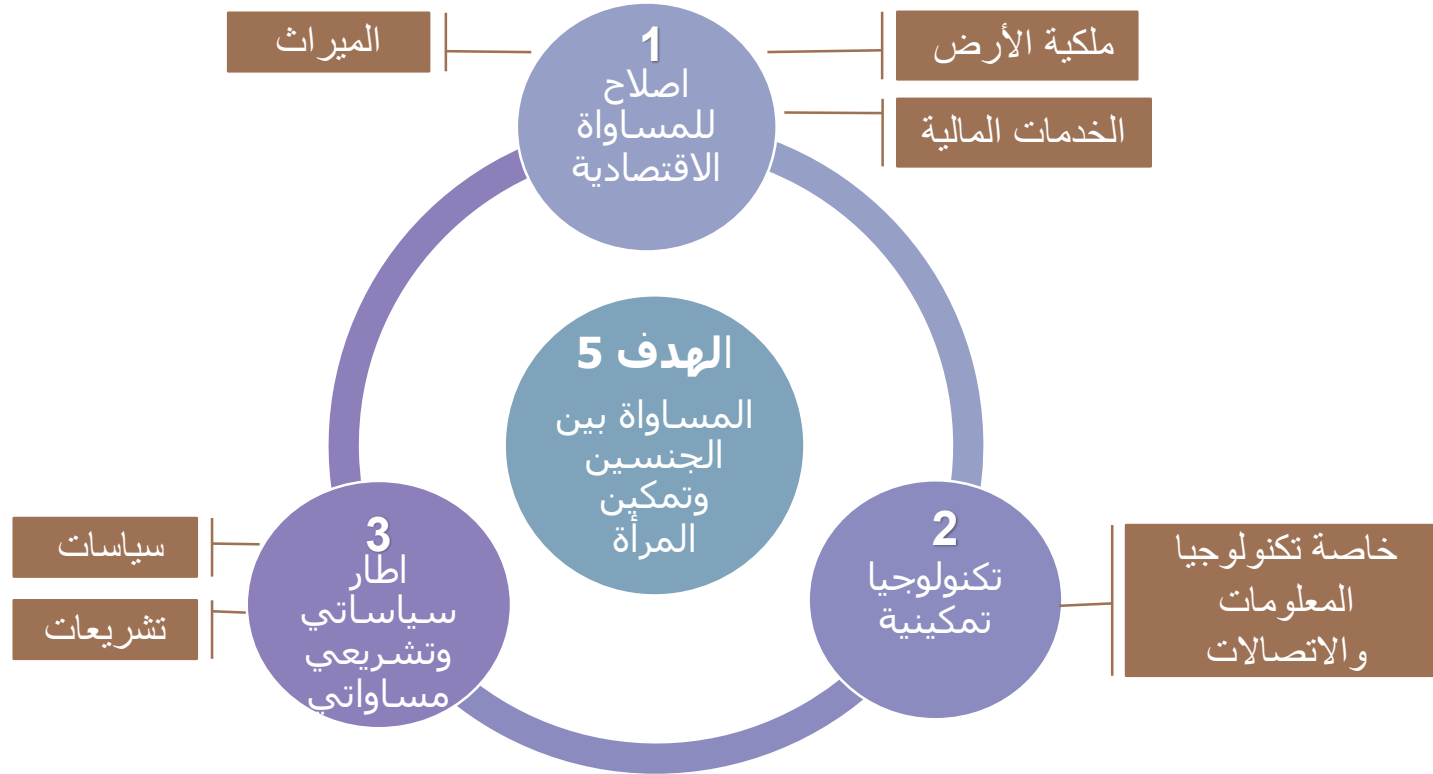 1
اصلاح
للمساواة
الاقتصادية
ملكية الأرض
الخدمات المالية
الميراث
الهدف 5
المساواة بين
الجنسين
وتمكين
المرأة
2
تكنولوجيا
تمكينية
خاصة تكنولوجيا
المعلومات
والاتصالات
3
اطار
سياساتي
وتشريعي
مساواتي
سياسات
تشريعات